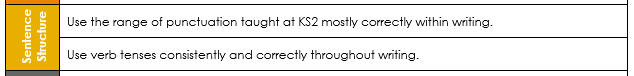 Sentence
Structure
Use the range of punctuation taught at KS2 mostly correctly within writing.
Use verb tenses consistently and correctly throughout writing.